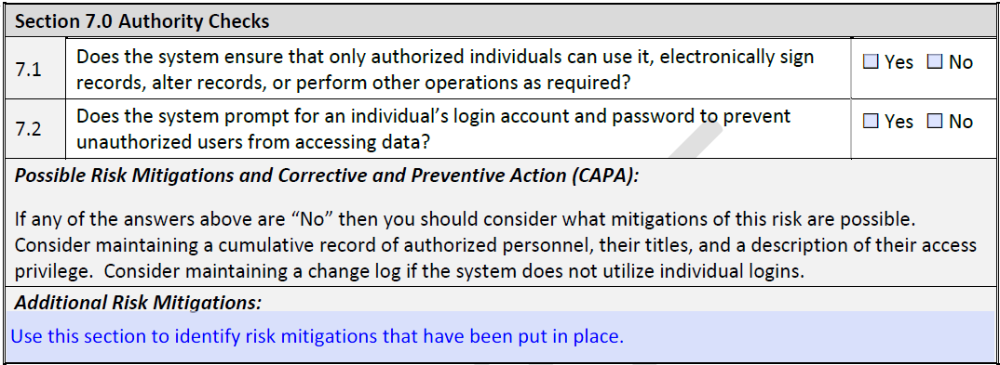 Section 7.0 Authority Checks
7.1
Does the system ensure that only authorized individuals can use it, electronically sign
records, alter records, or perform other operations as required?
Yes No
7.2
Does the system prompt for an individual’s login account and password to prevent
unauthorized users from accessing data?
Yes No
Possible Risk Mitigations and Corrective and Preventive Action (CAPA):
If any of the answers above are “No” then you should consider what mitigations of this risk are possible.
Consider maintaining a cumulative record of authorized personnel, their titles, and a description of their access
privilege.  Consider maintaining a change log if the system does not utilize individual logins.
Additional Risk Mitigations:
Use this section to identify risk mitigations that have been put in place.